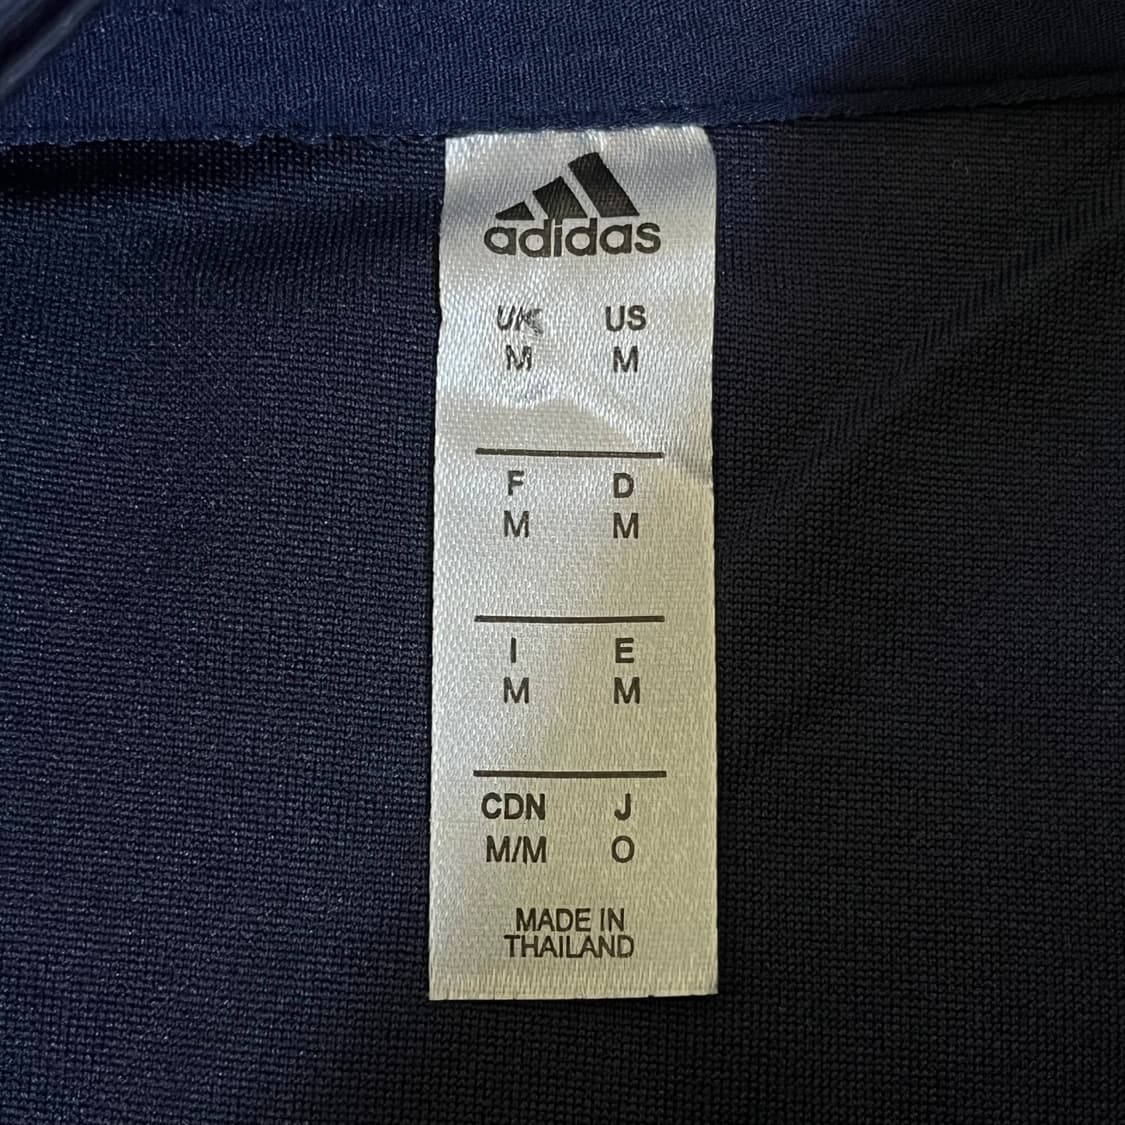 adidas
UK US
M M
F D
M M
I E
M M
CDN J
M/M O
MADE IN
THAILAND